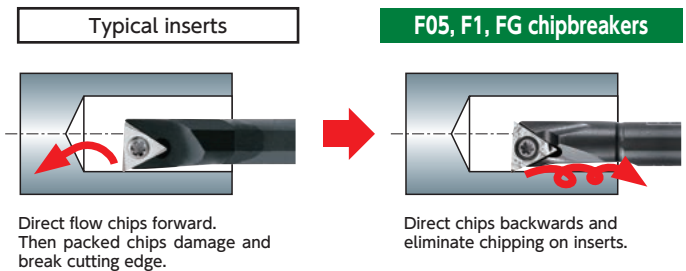 Typical inserts
F05, F1, FG chipbreakers
Direct flow chips forward.
Then packed chips damage and
break cutting edge.
Direct chips backwards and
eliminate chipping on inserts.